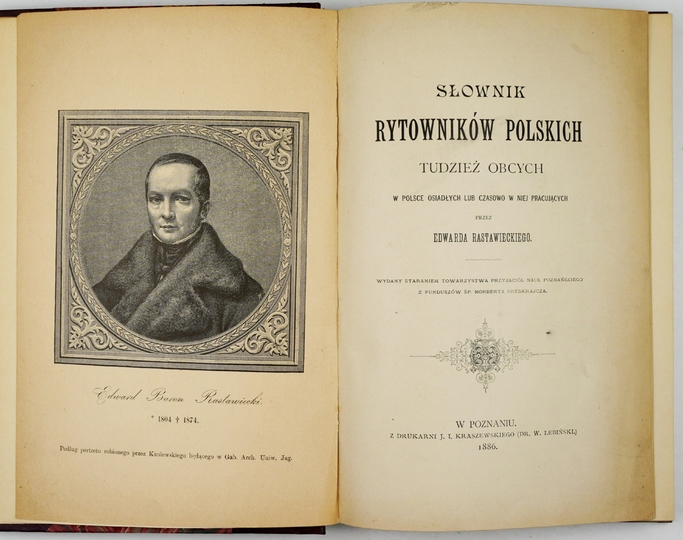 Edward Baron Rastawiecki.
* 1804 † 1874.
Podług portretu robionego przez Kisslewskiego będącego w Gab. Arch. Uniw. Jag.
SŁOWNIK
RYTOWNIKÓW POLSKICH
TUDZIEŻ OBCYCH
W POLSCE OSIADŁYCH LUB CZASOWO W NIEJ PRACUJĄCYCH
PRZEZ
EDWARDA RASTAWIECKIEGO.
WYDANY STARANIEM TOWARZYSTWA PRZYJACIÓŁ NAUK POZNAŃSKIEGO
Z FUNDUSZÓW ŚP. NORBERTA BREDKRAJCZA.
W POZNANIU.
Z DRUKARNI J. I. KRASZEWSKIEGO (DR. W. ŁEBIŃSKI.)
1886.